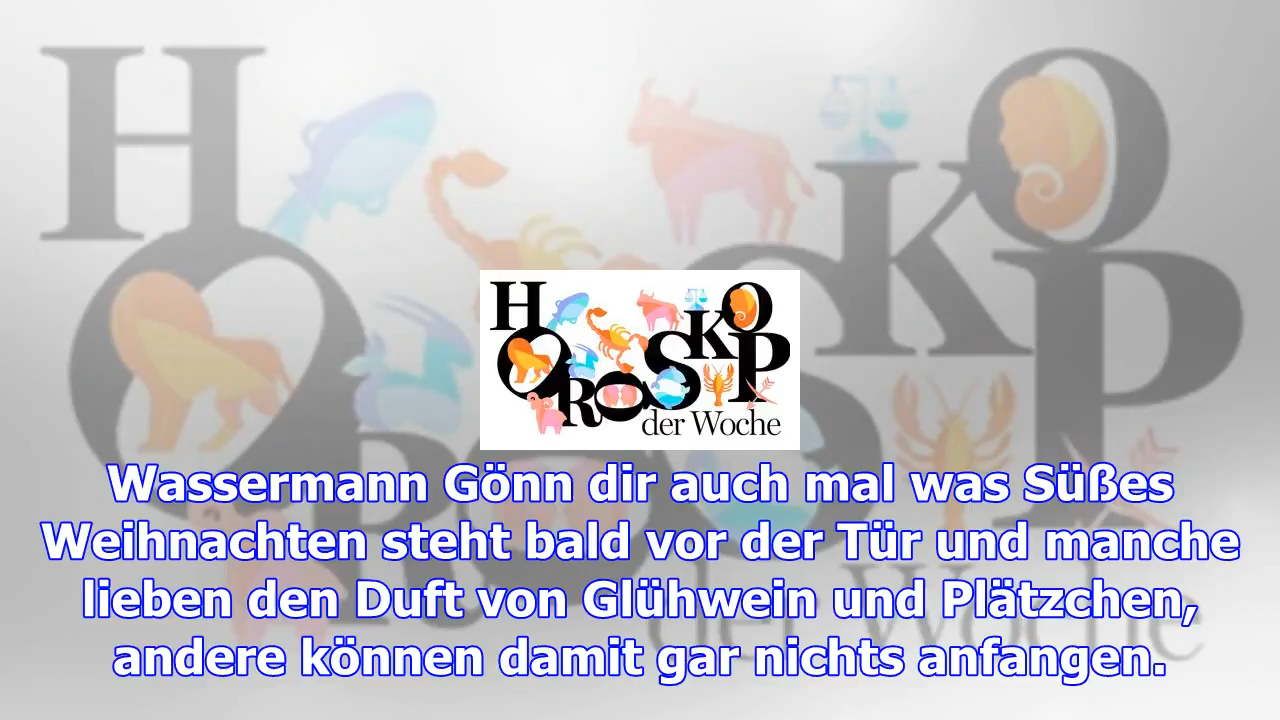 HOROSKOP
der Woche
Wassermann Gönn dir auch mal was Süßes
Weihnachten steht bald vor der Tür und manche
lieben den Duft von Glühwein und Plätzchen,
andere können damit gar nichts anfangen.